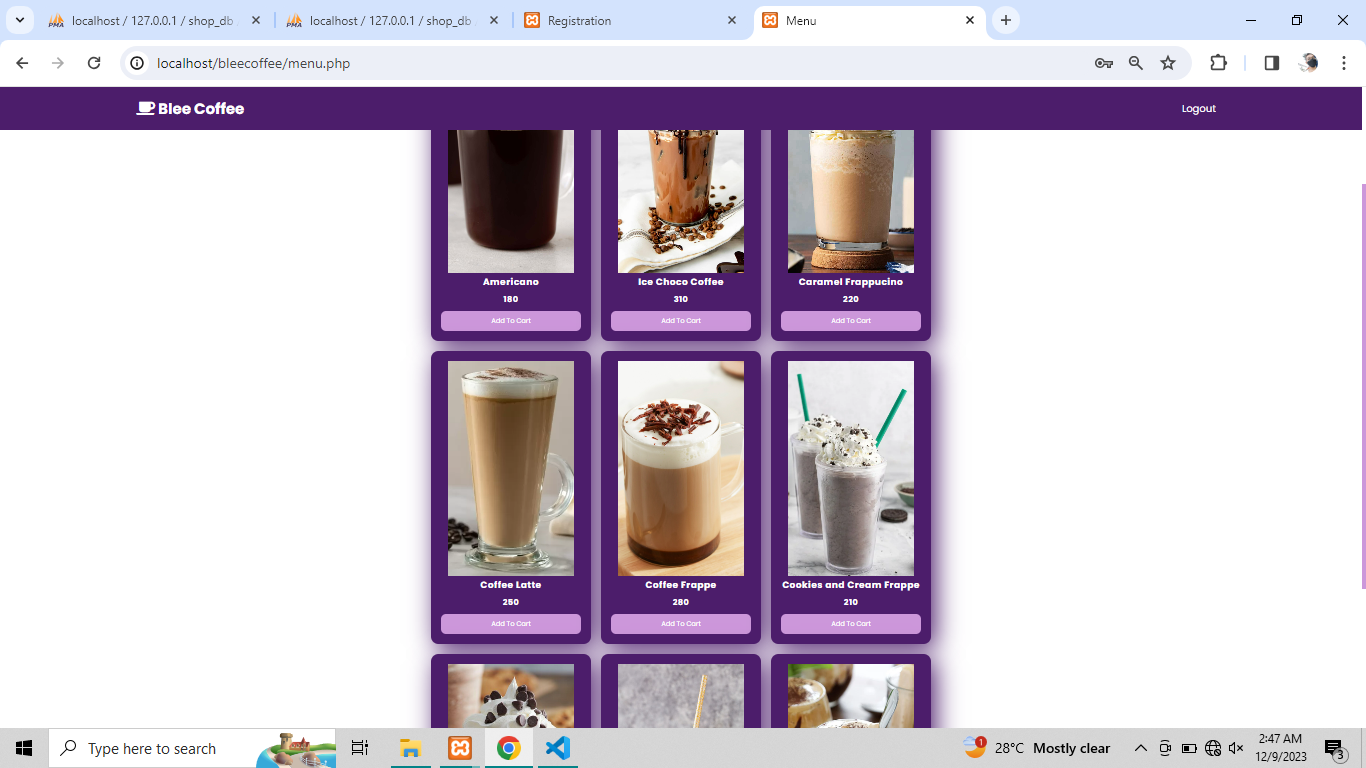 localhost / 127.0.0.1 / shop_db
localhost / 127.0.0.1 / shop_db
Registration
Menu
localhost/bleecoffee/menu.php
Blee Coffee
Logout
Americano
180
Add To Cart
Ice Choco Coffee
310
Add To Cart
Caramel Frappucino
220
Add To Cart
Coffee Latte
250
Add To Cart
Coffee Frappe
280
Add To Cart
Cookies and Cream Frappe
210
Add To Cart
Type here to search
1
28°C Mostly clear
2:47 AM
12/9/2023
3